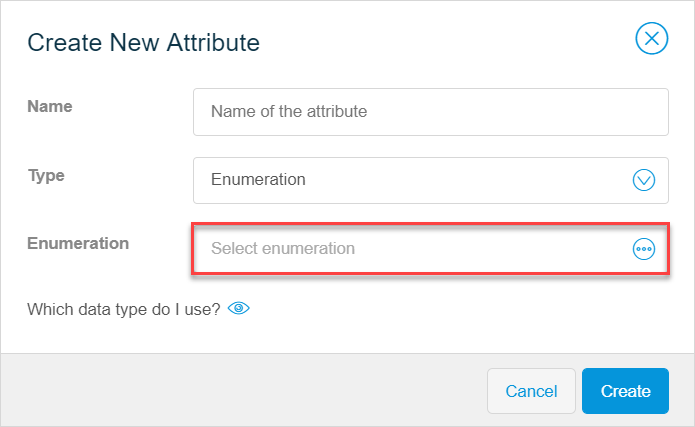 Create New Attribute
Name
Name of the attribute
Type
Enumeration
Enumeration
Select enumeration
Which data type do I use?
Cancel
Create